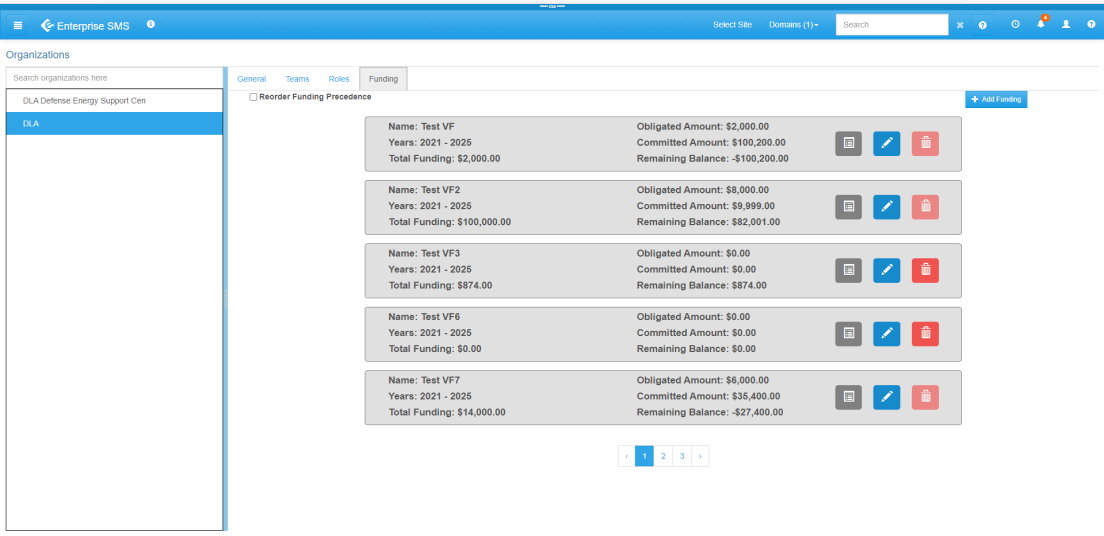 Enterprise SMS
Select Site
Domains (1)
Search
4
Organizations
Search organizations here
DLA Defense Energy Support Cen
DLA
General
Teams
Roles
Funding
Reorder Funding Precedence
+ Add Funding
Name: Test VF
Obligated Amount: $2,000.00
Years: 2021 - 2025
Committed Amount: $100,200.00
Total Funding: $2,000.00
Remaining Balance: -$100,200.00
Name: Test VF2
Obligated Amount: $8,000.00
Years: 2021 - 2025
Committed Amount: $9,999.00
Total Funding: $100,000.00
Remaining Balance: $82,001.00
Name: Test VF3
Obligated Amount: $0.00
Years: 2021 - 2025
Committed Amount: $0.00
Total Funding: $874.00
Remaining Balance: $874.00
Name: Test VF6
Obligated Amount: $0.00
Years: 2021 - 2025
Committed Amount: $0.00
Total Funding: $0.00
Remaining Balance: $0.00
Name: Test VF7
Obligated Amount: $6,000.00
Years: 2021 - 2025
Committed Amount: $35,400.00
Total Funding: $14,000.00
Remaining Balance: -$27,400.00
‹ 1 2 3 ›